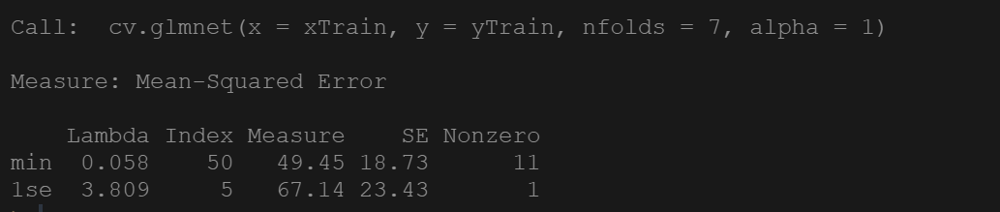 Call:  cv.glmnet(x = xTrain, y = yTrain, nfolds = 7, alpha = 1)
Measure: Mean-Squared Error
    Lambda Index Measure    SE Nonzero
min  0.058    50   49.45 18.73      11
1se  3.809     5   67.14 23.43       1